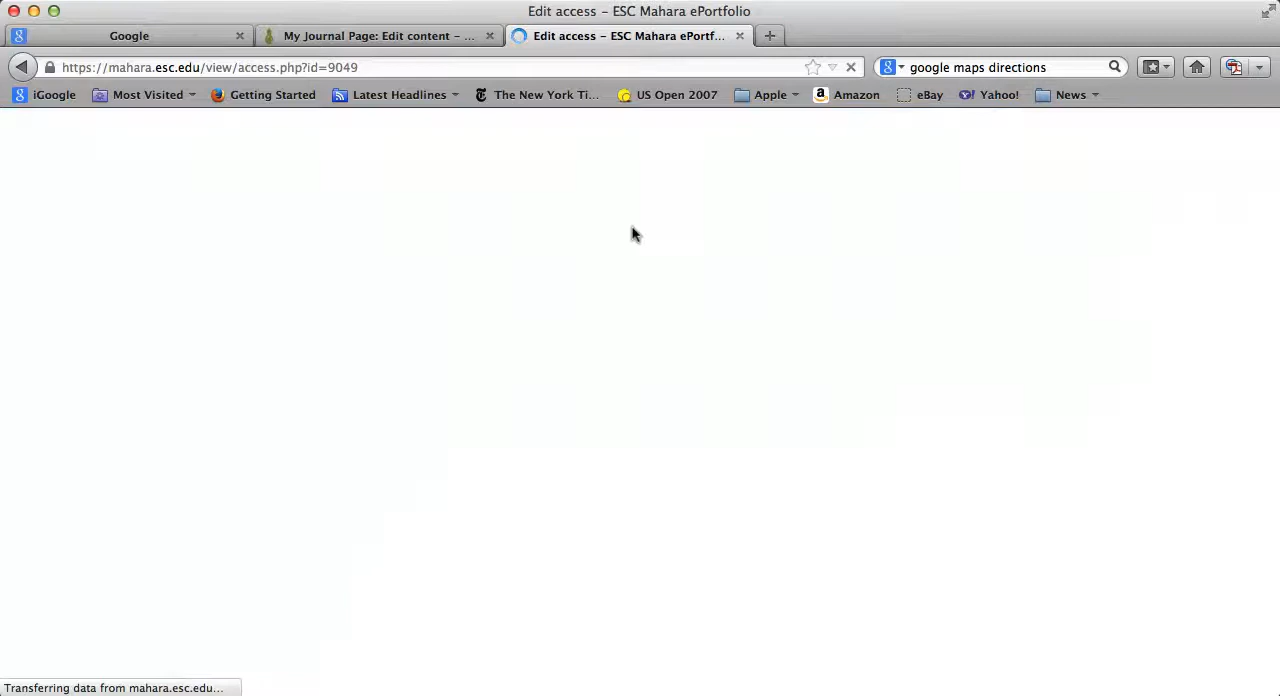 Edit access - ESC Mahara ePortfolio
Google
My Journal Page: Edit content - ...
Edit access - ESC Mahara ePortf...
https://mahara.esc.edu/view/access.php?id=9049
google maps directions
iGoogle Most Visited Getting Started Latest Headlines The New York Ti... US Open 2007 Apple Amazon eBay Yahoo! News
Transferring data from mahara.esc.edu...